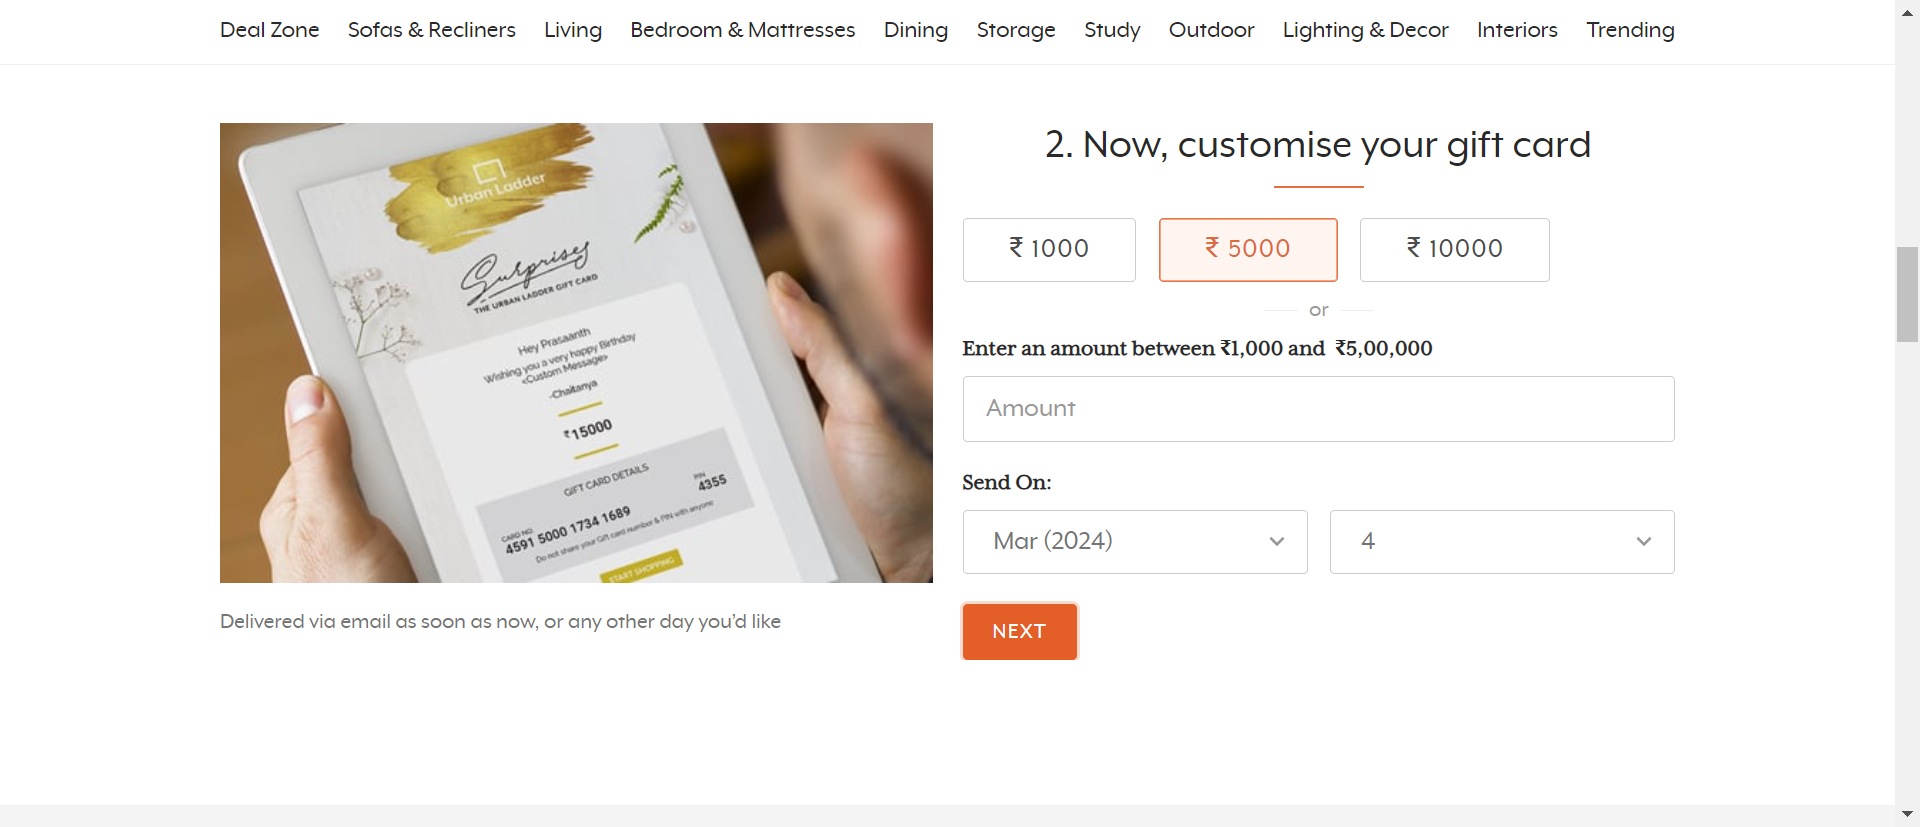 Deal Zone Sofas & Recliners Living Bedroom & Mattresses Dining Storage Study Outdoor Lighting & Decor Interiors Trending
Urban Ladder
Surprises
THE URBAN LADDER GIFT CARD
Hey Prasaanth
Wishing you a very happy Birthday
<Custom Message>
-Chaitanya
₹15000
GIFT CARD DETAILS
CARD NO.
4591 5000 1734 1689
PIN
4355
Do not share your Gift card number & PIN with anyone
START SHOPPING
Delivered via email as soon as now, or any other day you’d like
2. Now, customise your gift card
₹ 1000 ₹ 5000 ₹ 10000
or
Enter an amount between ₹1,000 and ₹5,00,000
Amount
Send On:
Mar (2024) 4
NEXT